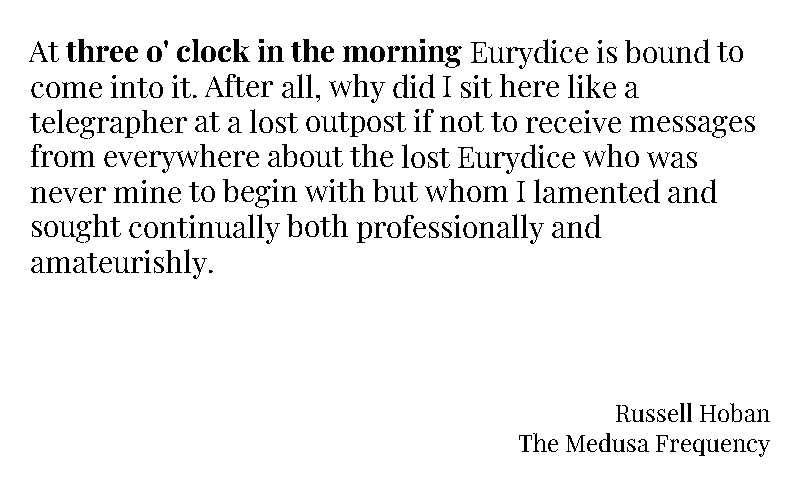 At three o' clock in the morning Eurydice is bound to
come into it. After all, why did I sit here like a
telegrapher at a lost outpost if not to receive messages
from everywhere about the lost Eurydice who was
never mine to begin with but whom I lamented and
sought continually both professionally and
amateurishly.
Russell Hoban
The Medusa Frequency